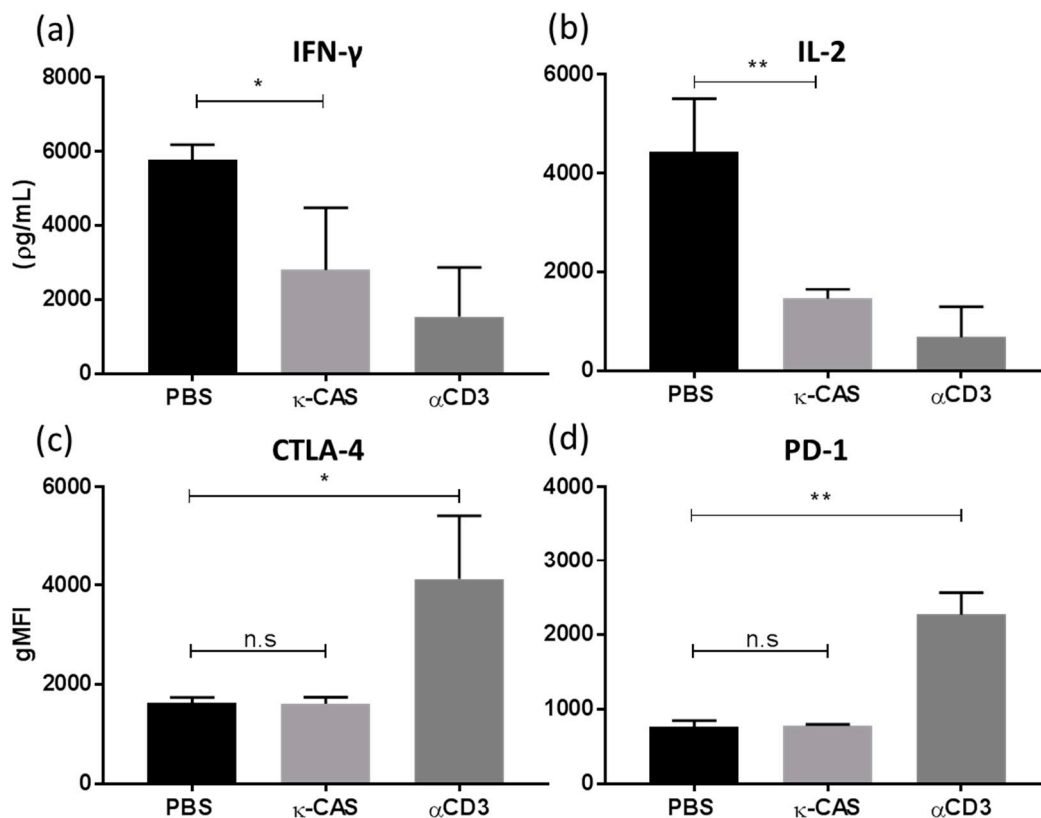 (a)
IFN-γ
8000
*
6000
4000
2000
0
(ρg/mL)
PBS κ-CAS αCD3
(b)
IL-2
6000
**
4000
2000
0
PBS κ-CAS αCD3
(c)
CTLA-4
6000
*
4000
n.s
2000
0
gMFI
PBS κ-CAS αCD3
(d)
PD-1
4000
**
3000
2000
n.s
1000
0
PBS κ-CAS αCD3